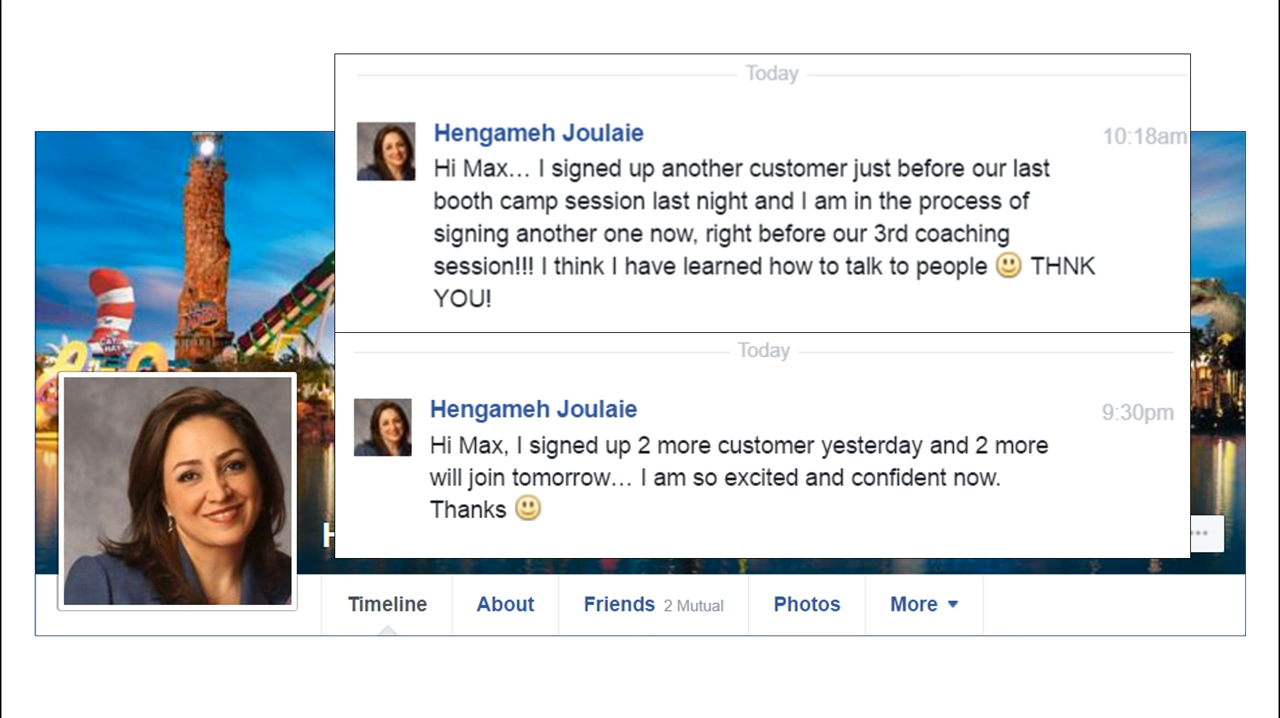 Today
Hengameh Joulaie
10:18am
Hi Max... I signed up another customer just before our last
booth camp session last night and I am in the process of
signing another one now, right before our 3rd coaching
session!!! I think I have learned how to talk to people 🙂 THNK
YOU!
Today
Hengameh Joulaie
9:30pm
Hi Max, I signed up 2 more customer yesterday and 2 more
will join tomorrow... I am so excited and confident now.
Thanks 🙂
H
Timeline
About
Friends 2 Mutual
Photos
More